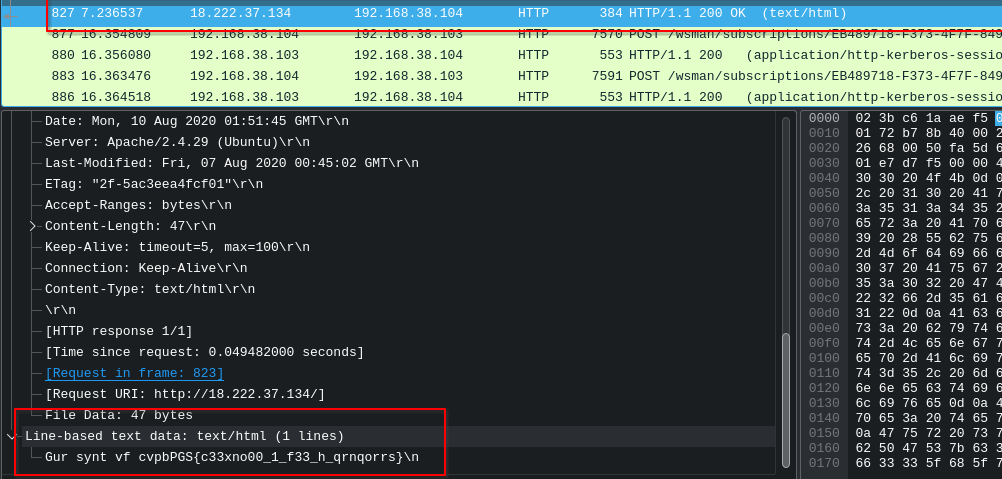 827 7.236537 18.222.37.134 192.168.38.104 HTTP 384 HTTP/1.1 200 OK (text/html)
877 16.354809 192.168.38.104 192.168.38.103 HTTP 7570 POST /wsman/subscriptions/EB489718-F373-4F7F-849
880 16.356080 192.168.38.103 192.168.38.104 HTTP 553 HTTP/1.1 200 (application/http-kerberos-sessio
883 16.363476 192.168.38.104 192.168.38.103 HTTP 7591 POST /wsman/subscriptions/EB489718-F373-4F7F-849
886 16.364518 192.168.38.103 192.168.38.104 HTTP 553 HTTP/1.1 200 (application/http-kerberos-sessio
Date: Mon, 10 Aug 2020 01:51:45 GMT\r\n
Server: Apache/2.4.29 (Ubuntu)\r\n
Last-Modified: Fri, 07 Aug 2020 00:45:02 GMT\r\n
ETag: "2f-5ac3eea4fcf01"\r\n
Accept-Ranges: bytes\r\n
Content-Length: 47\r\n
Keep-Alive: timeout=5, max=100\r\n
Connection: Keep-Alive\r\n
Content-Type: text/html\r\n
\r\n
[HTTP response 1/1]
[Time since request: 0.049482000 seconds]
[Request in frame: 823]
[Request URI: http://18.222.37.134/]
File Data: 47 bytes
Line-based text data: text/html (1 lines)
Gur synt vf cvpbPGS{c33xno00_1_f33_h_qrnqorrs}\n
0000 02 3b c6 1a ae f5 0
0010 01 72 b7 8b 40 00 2
0020 26 68 00 50 fa 5d 6
0030 01 e7 d7 f5 00 00 4
0040 30 30 20 4f 4b 0d 0
0050 2c 20 31 30 20 41 7
0060 3a 35 31 3a 34 35 2
0070 65 72 3a 20 41 70 6
0080 39 20 28 55 62 75 6
0090 2d 4d 6f 64 69 66 6
00a0 30 37 20 41 75 67 2
00b0 35 3a 30 32 20 47 4
00c0 22 32 66 2d 35 61 6
00d0 31 22 0d 0a 41 63 6
00e0 73 3a 20 62 79 74 6
00f0 74 2d 4c 65 6e 67 7
0100 65 70 2d 41 6c 69 7
0110 74 3d 35 2c 20 6d 6
0120 6e 6e 65 63 74 69 6
0130 6c 69 76 65 0d 0a 4
0140 70 65 3a 20 74 65 7
0150 0a 47 75 72 20 73 7
0160 62 50 47 53 7b 63 3
0170 66 33 33 5f 68 5f 7